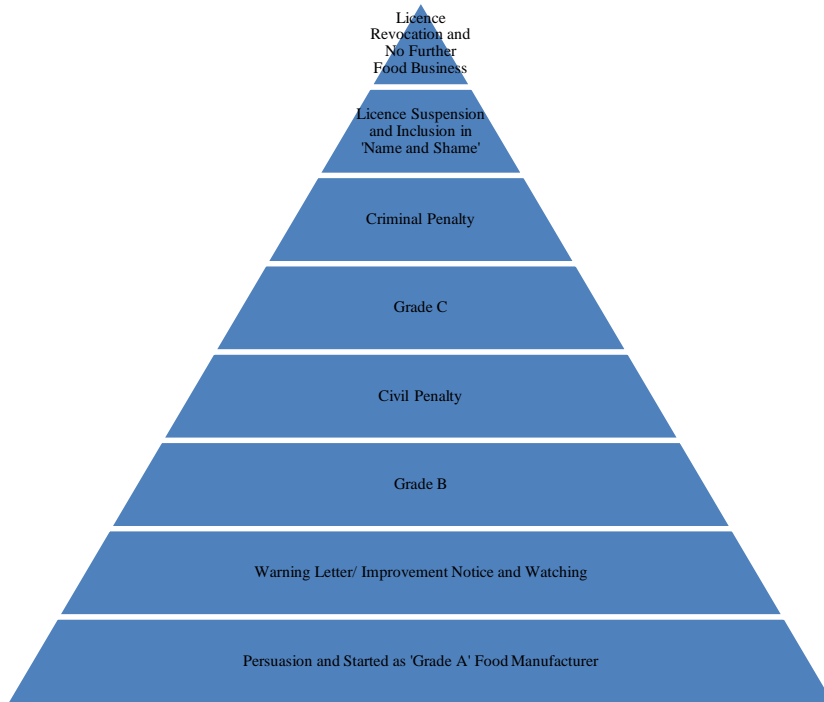 Licence
Revocation and
No Further
Food Business
Licence Suspension
and Inclusion in
'Name and Shame'
Criminal Penalty
Grade C
Civil Penalty
Grade B
Warning Letter/ Improvement Notice and Watching
Persuasion and Started as 'Grade A' Food Manufacturer